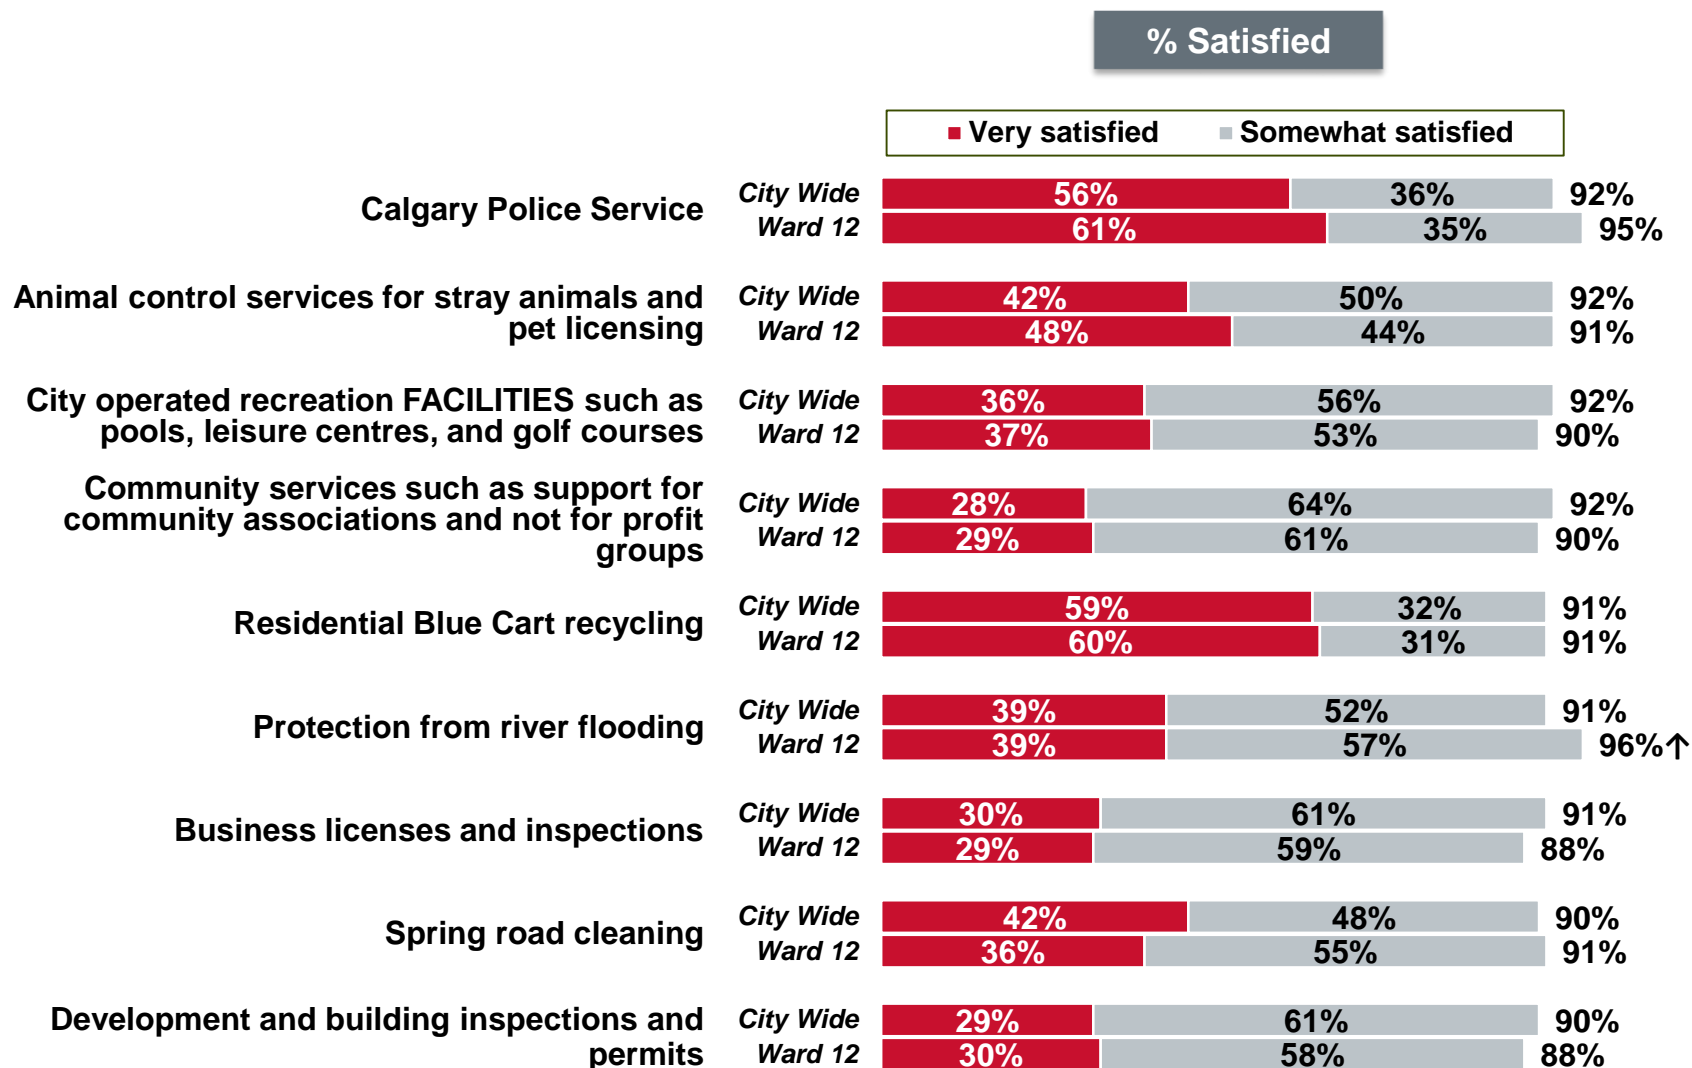 % Satisfied
Very satisfied Somewhat satisfied
Calgary Police Service
City Wide 56% 36% 92%
Ward 12 61% 35% 95%
Animal control services for stray animals and
pet licensing
City Wide 42% 50% 92%
Ward 12 48% 44% 91%
City operated recreation FACILITIES such as
pools, leisure centres, and golf courses
City Wide 36% 56% 92%
Ward 12 37% 53% 90%
Community services such as support for
community associations and not for profit
groups
City Wide 28% 64% 92%
Ward 12 29% 61% 90%
Residential Blue Cart recycling
City Wide 59% 32% 91%
Ward 12 60% 31% 91%
Protection from river flooding
City Wide 39% 52% 91%
Ward 12 39% 57% 96%↑
Business licenses and inspections
City Wide 30% 61% 91%
Ward 12 29% 59% 88%
Spring road cleaning
City Wide 42% 48% 90%
Ward 12 36% 55% 91%
Development and building inspections and
permits
City Wide 29% 61% 90%
Ward 12 30% 58% 88%